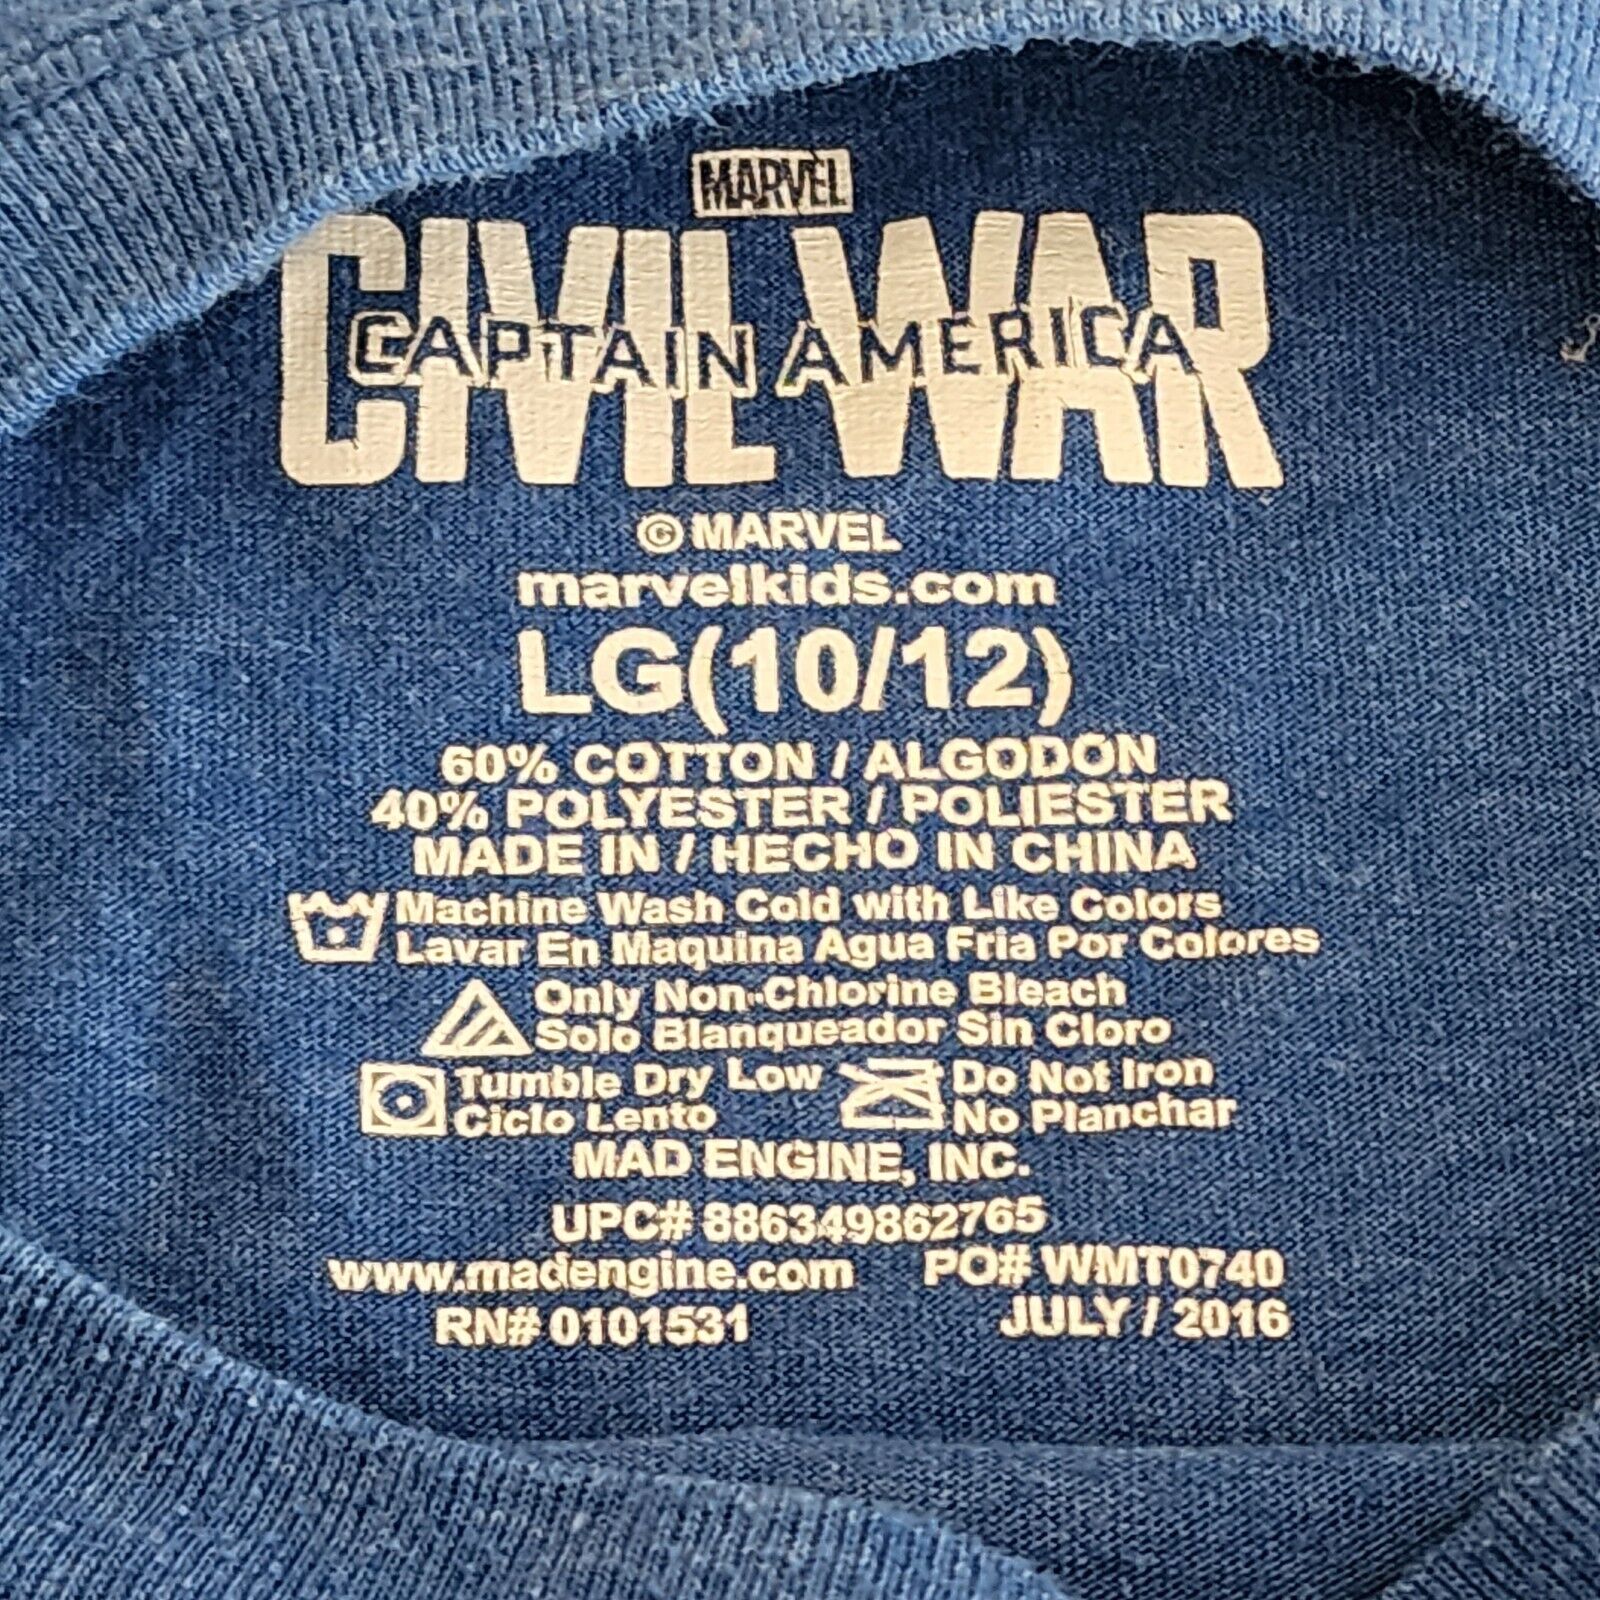 MARVEL
CIVIL WAR
CAPTAIN AMERICA
© MARVEL
marvelkids.com
LG(10/12)
60% COTTON / ALGODON
40% POLYESTER / POLIESTER
MADE IN / HECHO IN CHINA
Machine Wash Cold with Like Colors
Lavar En Maquina Agua Fria Por Colores
Only Non-Chlorine Bleach
Solo Blanqueador Sin Cloro
Tumble Dry Low
Ciclo Lento
Do Not Iron
No Planchar
MAD ENGINE, INC.
UPC# 886349862765
www.madengine.com PO# WMT0740
RN# 0101531 JULY / 2016